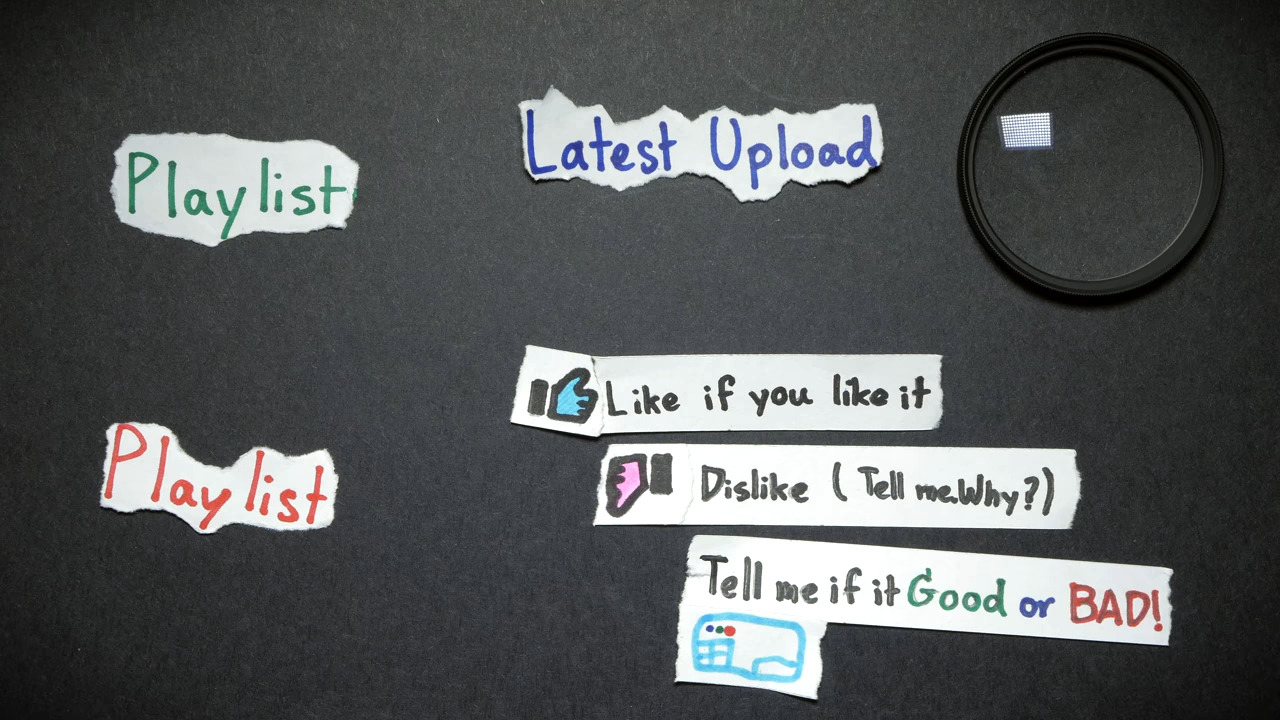 Playlist
Latest Upload
Playlist
Like if you like it
Dislike (Tell me.Why?)
Tell me if it Good or BAD!